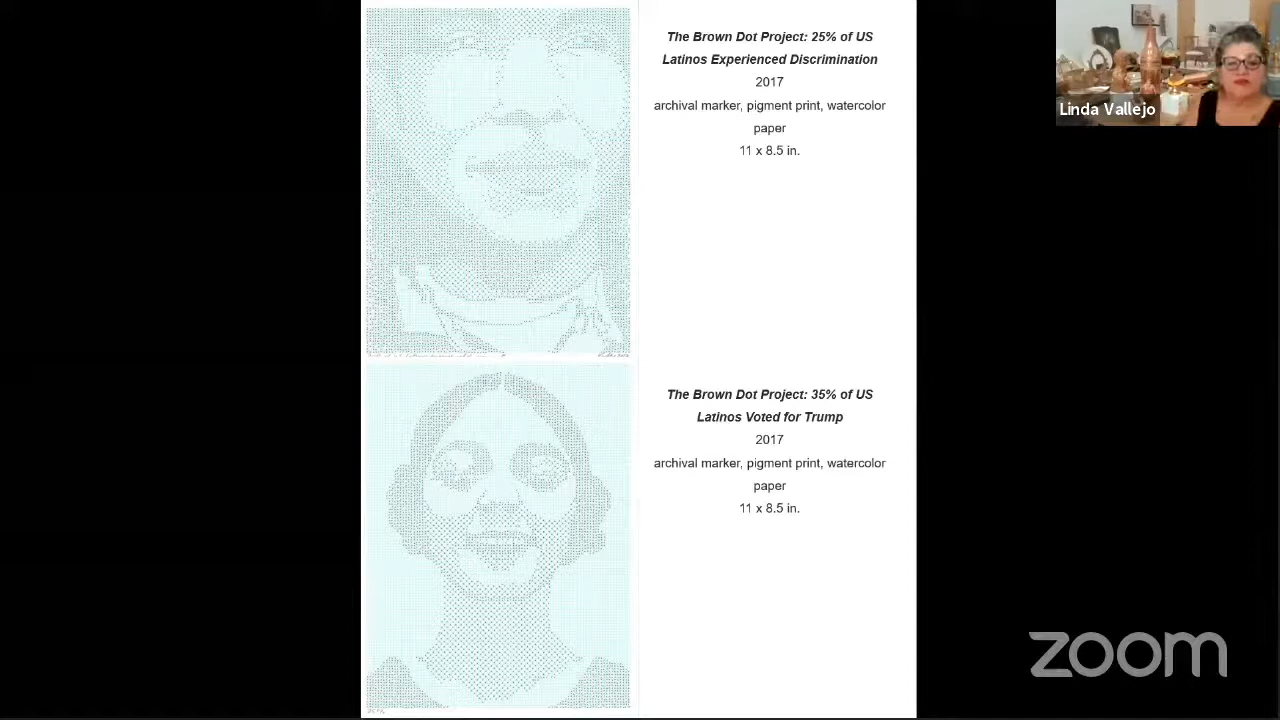 The Brown Dot Project: 25% of US
Latinos Experienced Discrimination
2017
archival marker, pigment print, watercolor
paper
11 x 8.5 in.
Linda Vallejo
The Brown Dot Project: 35% of US
Latinos Voted for Trump
2017
archival marker, pigment print, watercolor
paper
11 x 8.5 in.
zoom